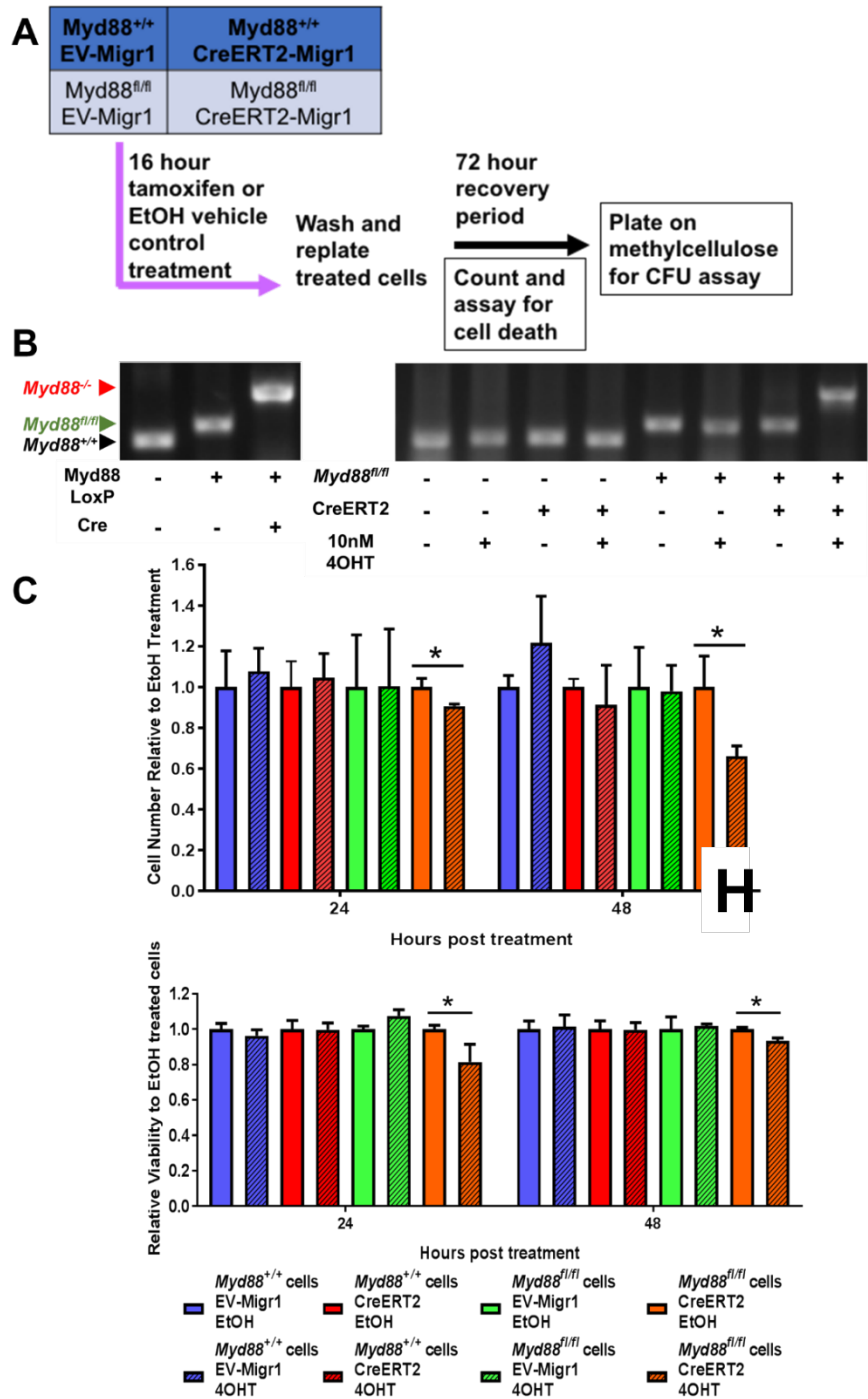 A
Myd88+/+
EV-Migr1
Myd88+/+
CreERT2-Migr1
Myd88fl/fl
EV-Migr1
Myd88fl/fl
CreERT2-Migr1
16 hour
tamoxifen or
EtOH vehicle
control
treatment
Wash and
replate
treated cells
72 hour
recovery
period
Count and
assay for
cell death
Plate on
methylcellulose
for CFU assay
B
Myd88-/-
Myd88fl/fl
Myd88+/+
Myd88 LoxP - + +
Cre - - +
Myd88fl/fl - - - - + + + +
CreERT2 - - + + - - + +
10nM 4OHT - + - + - + - +
C
Cell Number Relative to EtoH Treatment
1.6
1.4
1.2
1.0
0.8
0.6
0.4
0.2
0.0
* *
24 48
H
Hours post treatment
Relative Viability to EtOH treated cells
1.2
1.0
0.8
0.6
0.4
0.2
0.0
* *
24 48
Hours post treatment
Myd88+/+ cells
EV-Migr1
EtOH
Myd88+/+ cells
CreERT2
EtOH
Myd88fl/fl cells
EV-Migr1
EtOH
Myd88fl/fl cells
CreERT2
EtOH
Myd88+/+ cells
EV-Migr1
4OHT
Myd88+/+ cells
CreERT2
4OHT
Myd88fl/fl cells
EV-Migr1
4OHT
Myd88fl/fl cells
CreERT2
4OHT